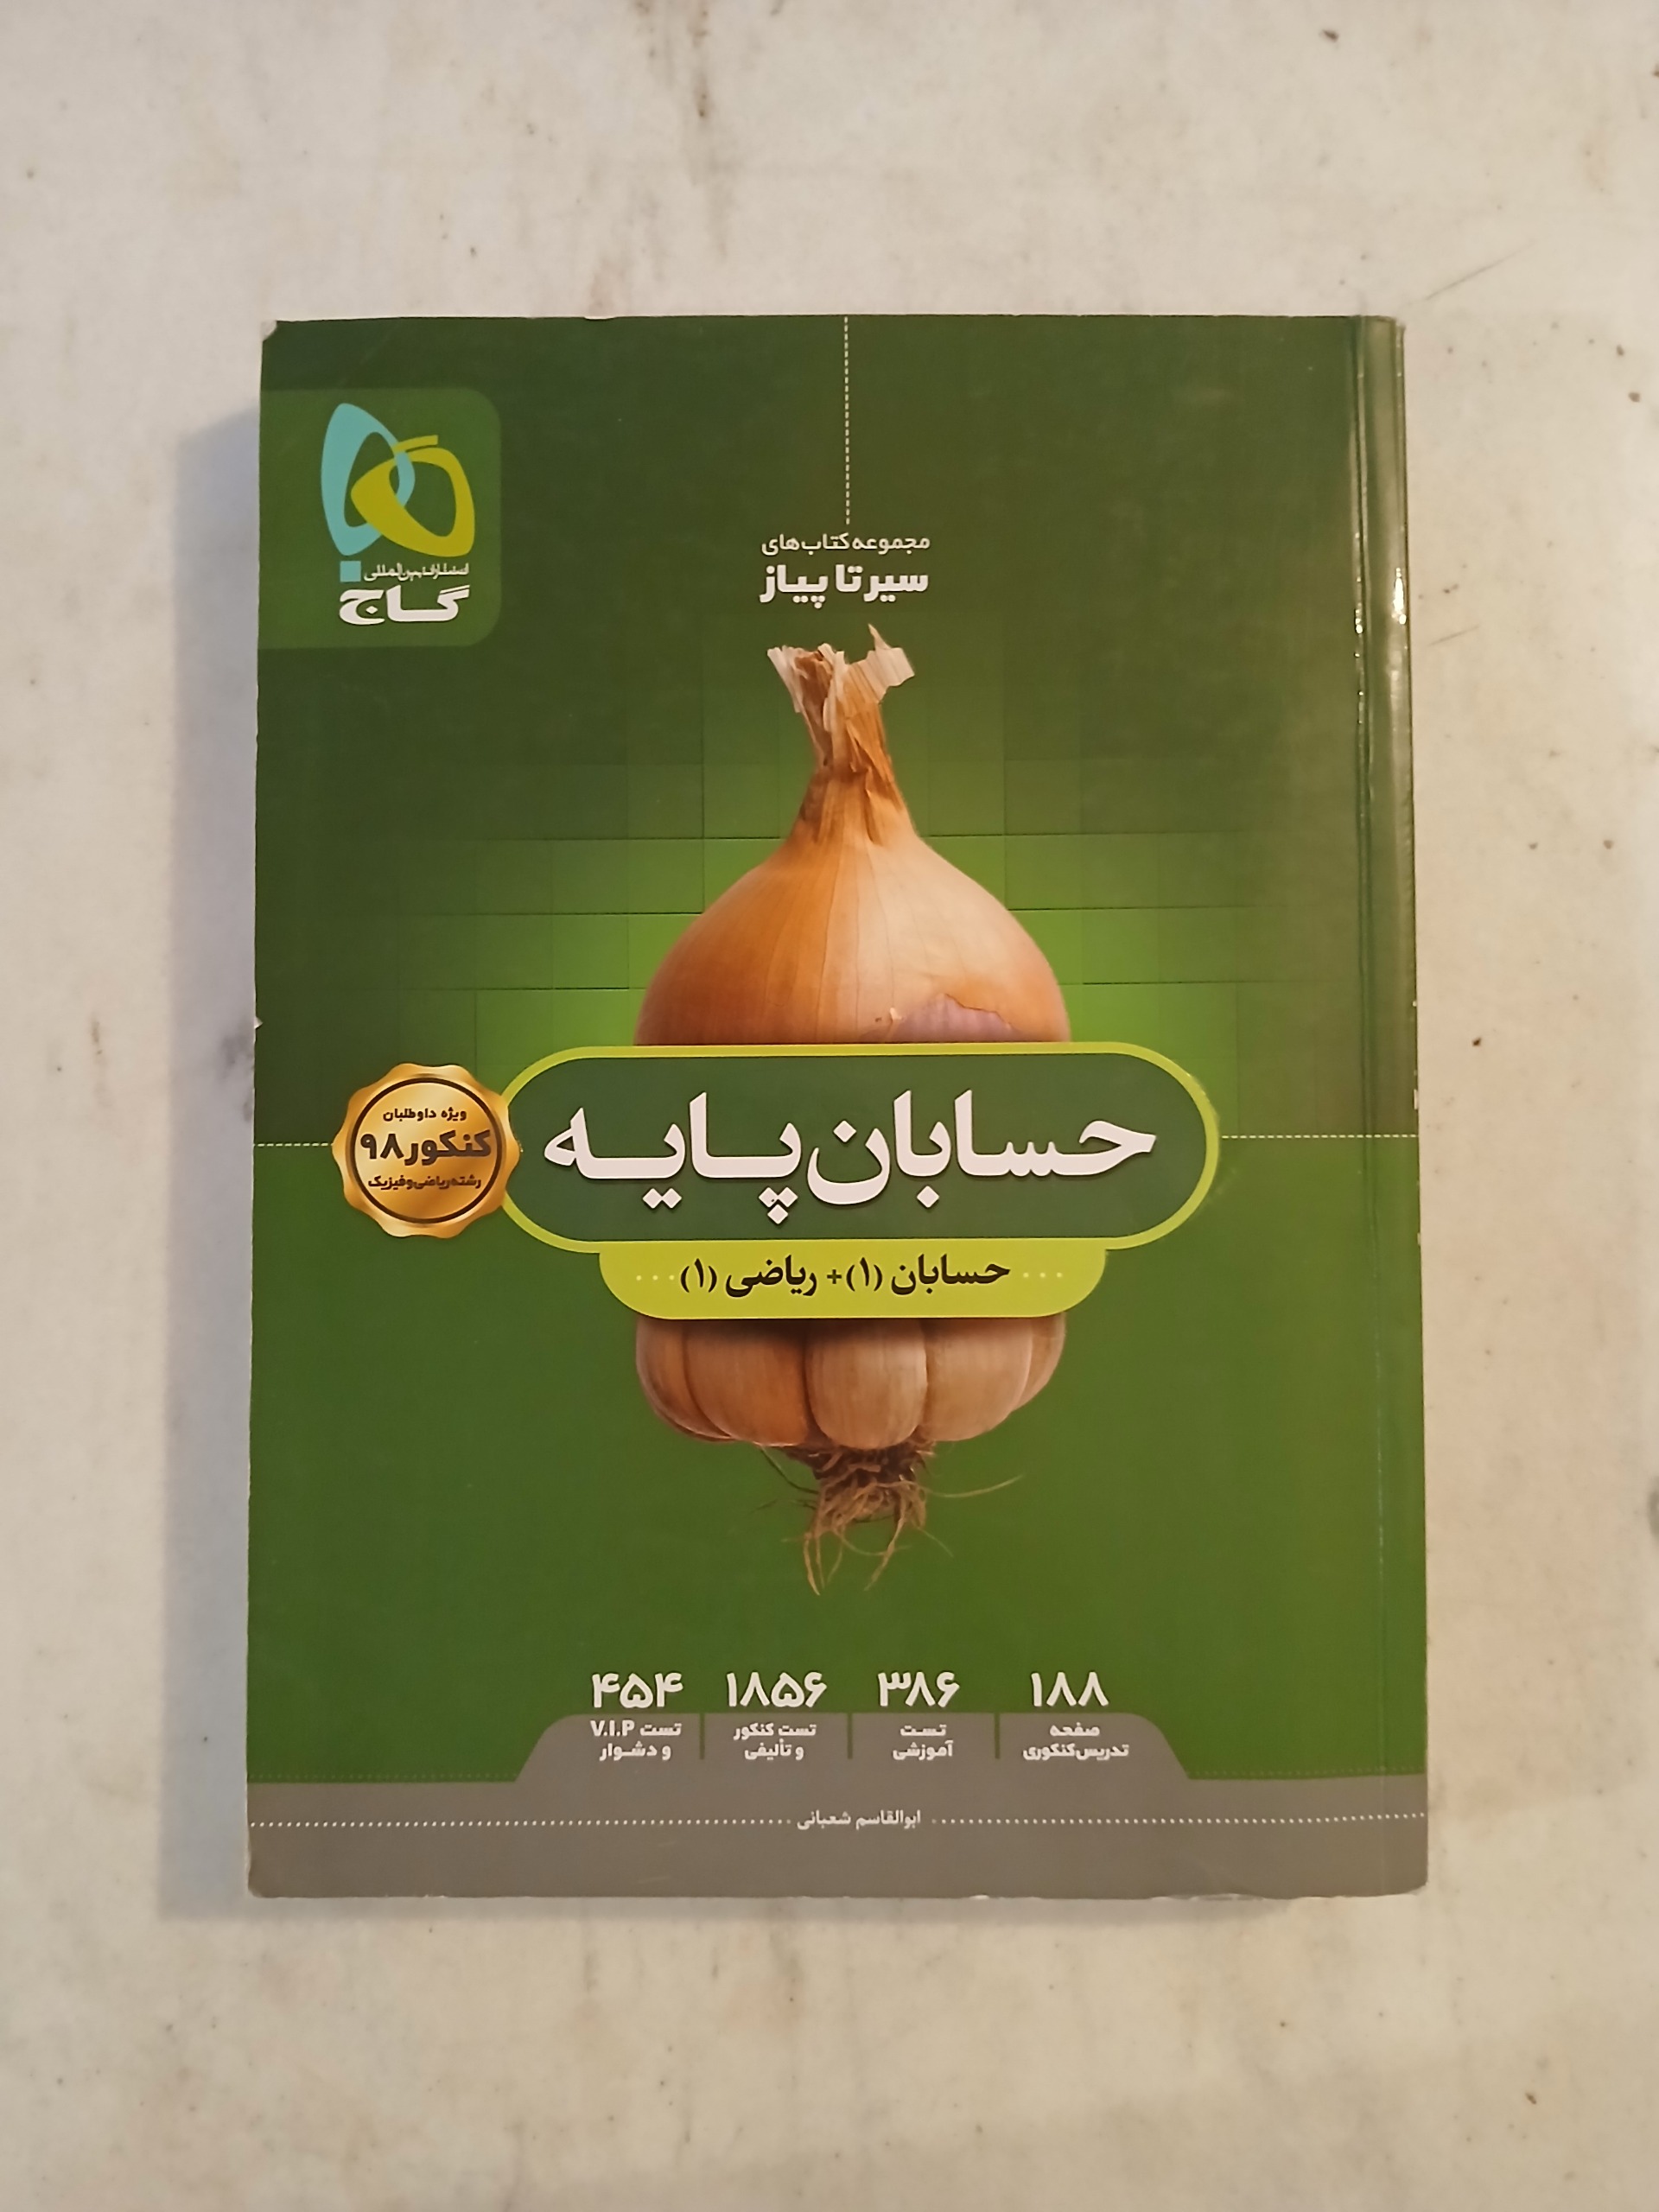 مجموعه کتاب‌های
سیر تا پیاز
انتشارات بین‌المللی
گاج
حسابان پایه
حسابان (۱) + ریاضی (۱)
ویژه داوطلبان
کنکور ۹۸
رشته ریاضی و فیزیک
۱۸۸
صفحه
تدریس کنکوری
۳۸۶
تست
آموزشی
۱۸۵۶
تست کنکور
و تألیفی
۴۵۴
تست V.I.P
و دشوار
ابوالقاسم شعبانی